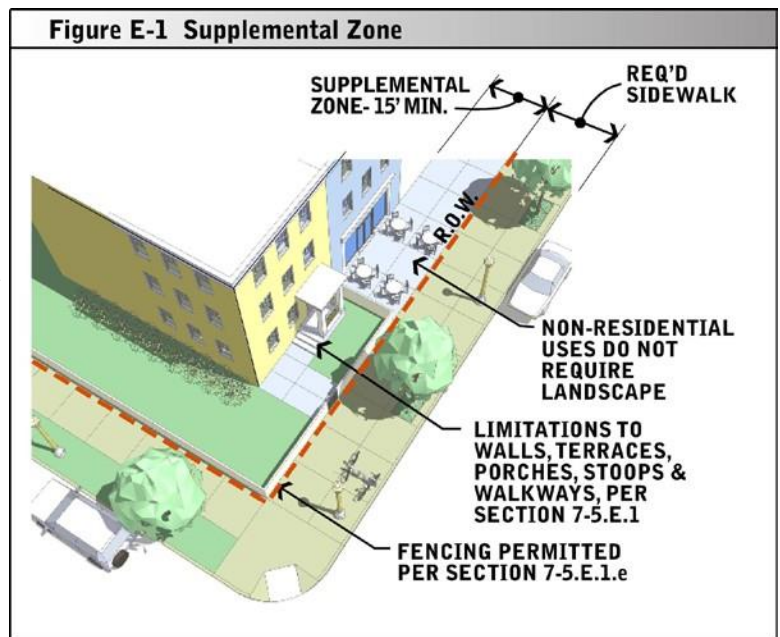 Figure E-1 Supplemental Zone
SUPPLEMENTAL
ZONE- 15' MIN.
REQ'D
SIDEWALK
R.O.W.
NON-RESIDENTIAL
USES DO NOT
REQUIRE
LANDSCAPE
LIMITATIONS TO
WALLS, TERRACES,
PORCHES, STOOPS &
WALKWAYS, PER
SECTION 7-5.E.1
FENCING PERMITTED
PER SECTION 7-5.E.1.e